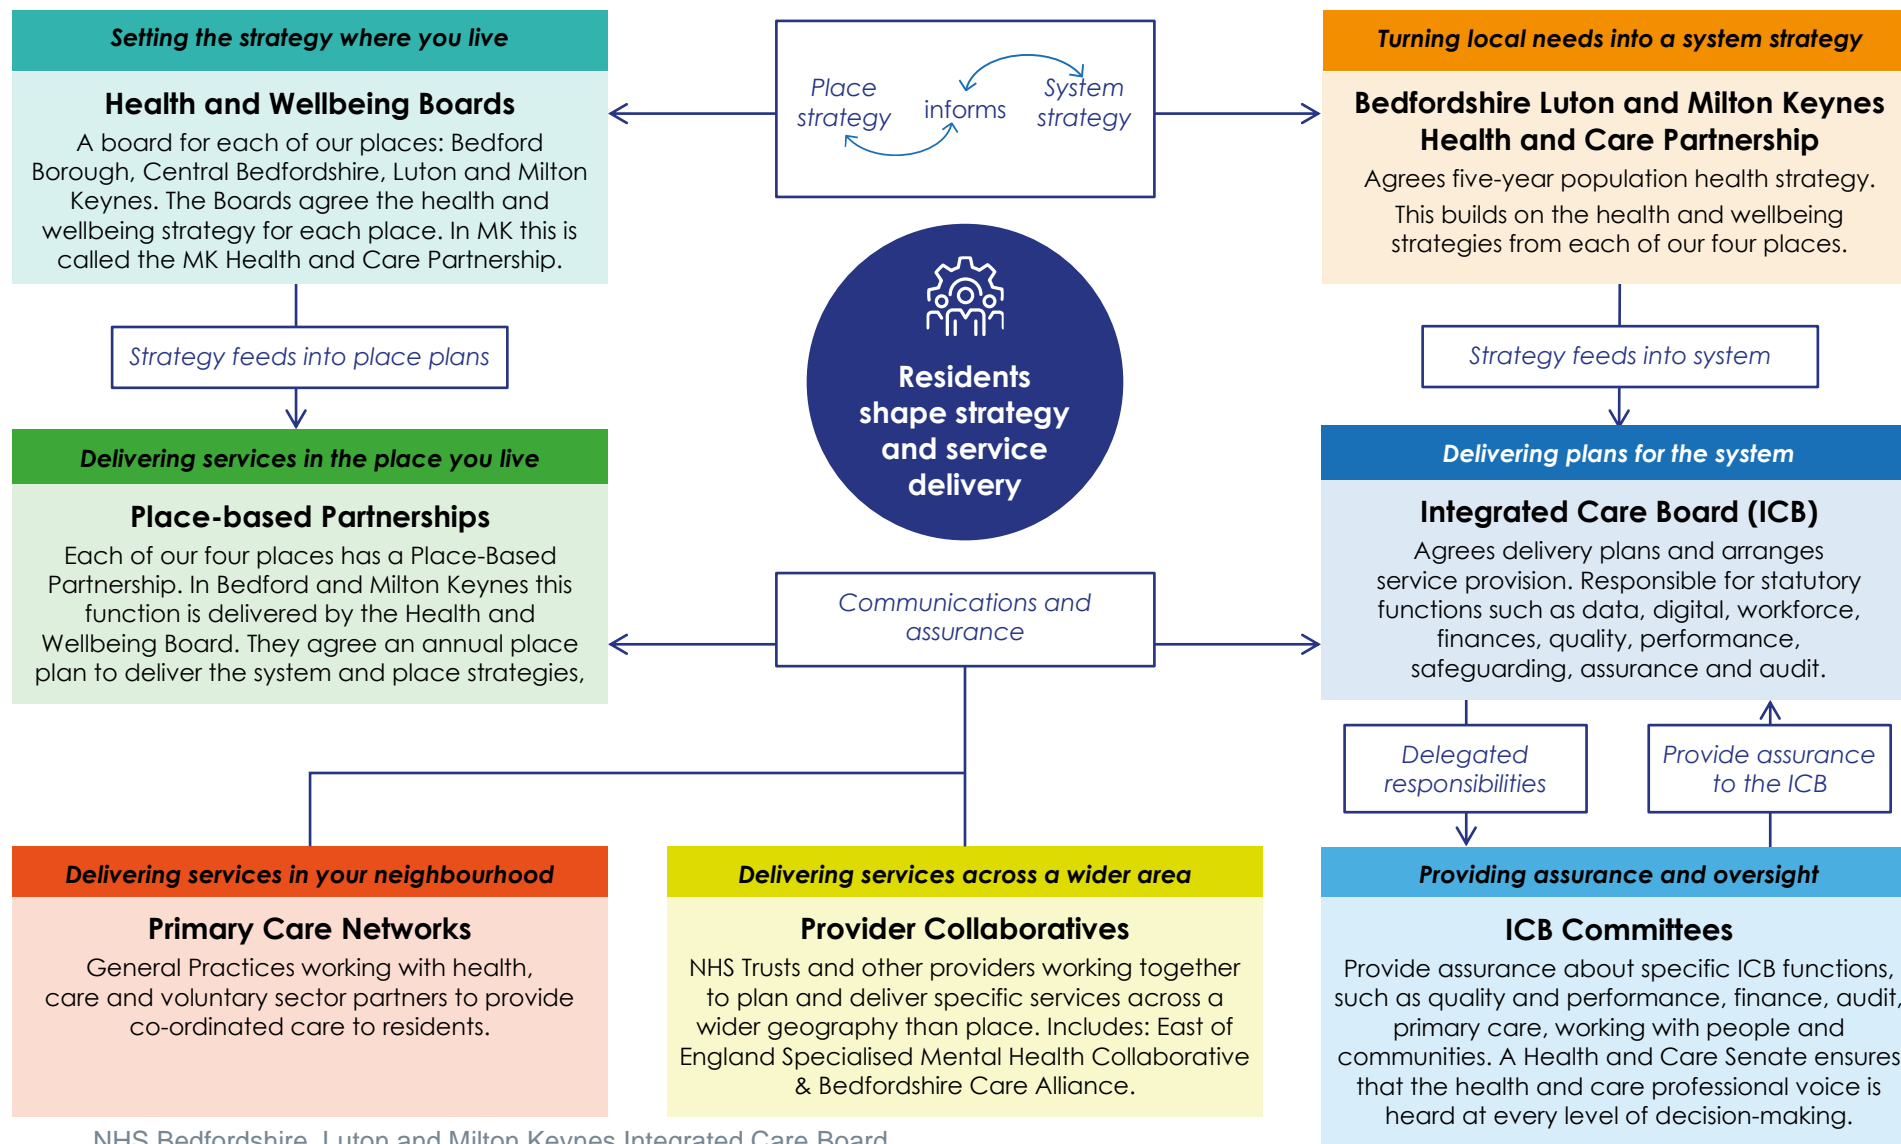 Setting the strategy where you live
Health and Wellbeing Boards
A board for each of our places: Bedford
Borough, Central Bedfordshire, Luton and Milton
Keynes. The Boards agree the health and
wellbeing strategy for each place. In MK this is
called the MK Health and Care Partnership.
Place
strategy
informs
System
strategy
Turning local needs into a system strategy
Bedfordshire Luton and Milton Keynes
Health and Care Partnership
Agrees five-year population health strategy.
This builds on the health and wellbeing
strategies from each of our four places.
Strategy feeds into place plans
Residents
shape strategy
and service
delivery
Strategy feeds into system
Delivering services in the place you live
Place-based Partnerships
Each of our four places has a Place-Based
Partnership. In Bedford and Milton Keynes this
function is delivered by the Health and
Wellbeing Board. They agree an annual place
plan to deliver the system and place strategies,
Communications and
assurance
Delivering plans for the system
Integrated Care Board (ICB)
Agrees delivery plans and arranges
service provision. Responsible for statutory
functions such as data, digital, workforce,
finances, quality, performance,
safeguarding, assurance and audit.
Delegated
responsibilities
Provide assurance
to the ICB
Delivering services in your neighbourhood
Primary Care Networks
General Practices working with health,
care and voluntary sector partners to provide
co-ordinated care to residents.
Delivering services across a wider area
Provider Collaboratives
NHS Trusts and other providers working together
to plan and deliver specific services across a
wider geography than place. Includes: East of
England Specialised Mental Health Collaborative
& Bedfordshire Care Alliance.
Providing assurance and oversight
ICB Committees
Provide assurance about specific ICB functions,
such as quality and performance, finance, audit,
primary care, working with people and
communities. A Health and Care Senate ensures
that the health and care professional voice is
heard at every level of decision-making.
NHS Bedfordshire, Luton and Milton Keynes Integrated Care Board